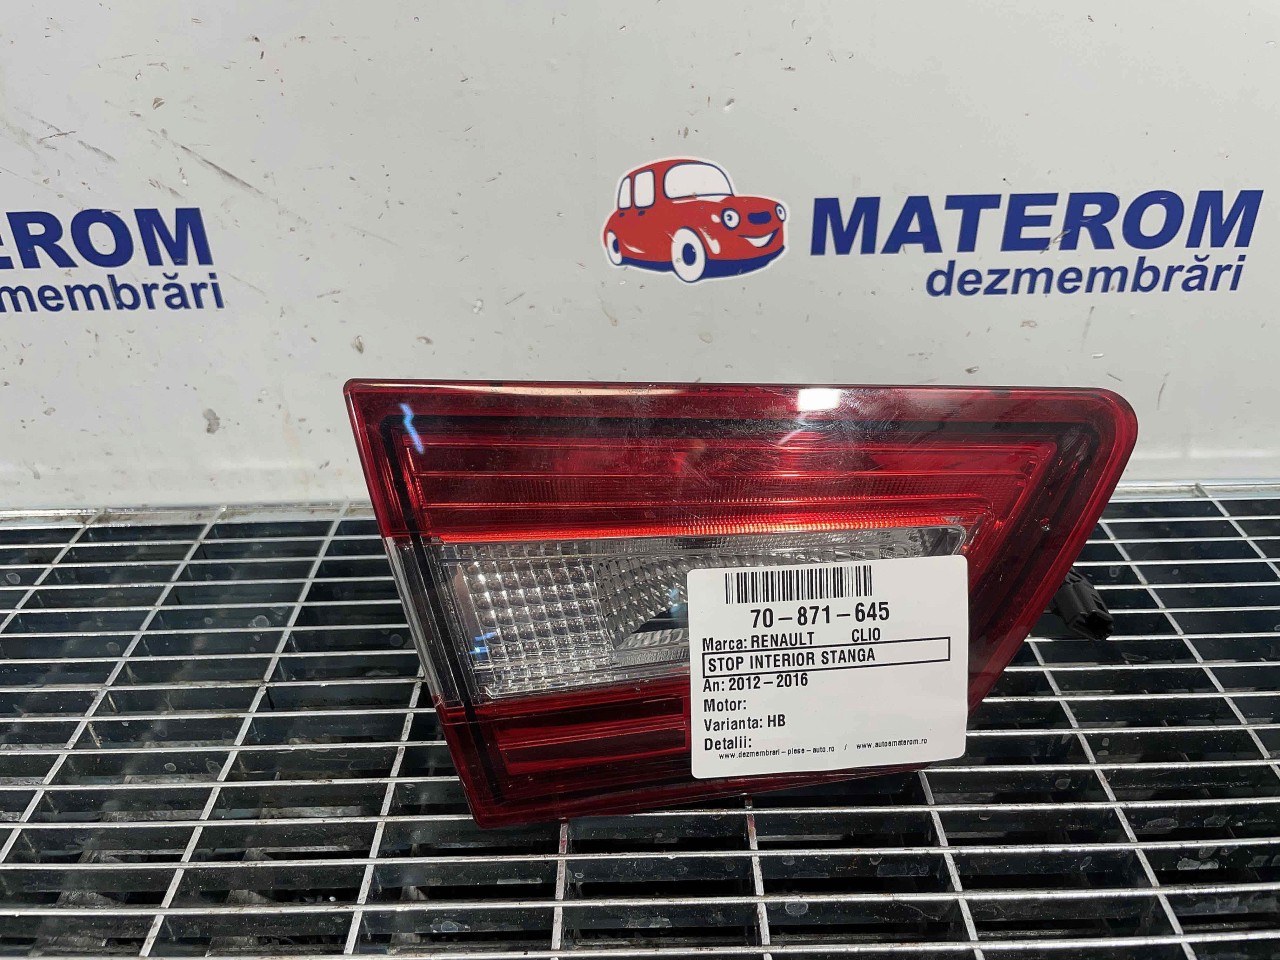 EROM
membrări
MATEROM
dezmembrări
70-871-645
Marca: RENAULT CLIO
STOP INTERIOR STANGA
An: 2012-2016
Motor:
Varianta: HB
Detalii:
www.dezmembrari-piese-auto.ro / www.autoematerom.ro